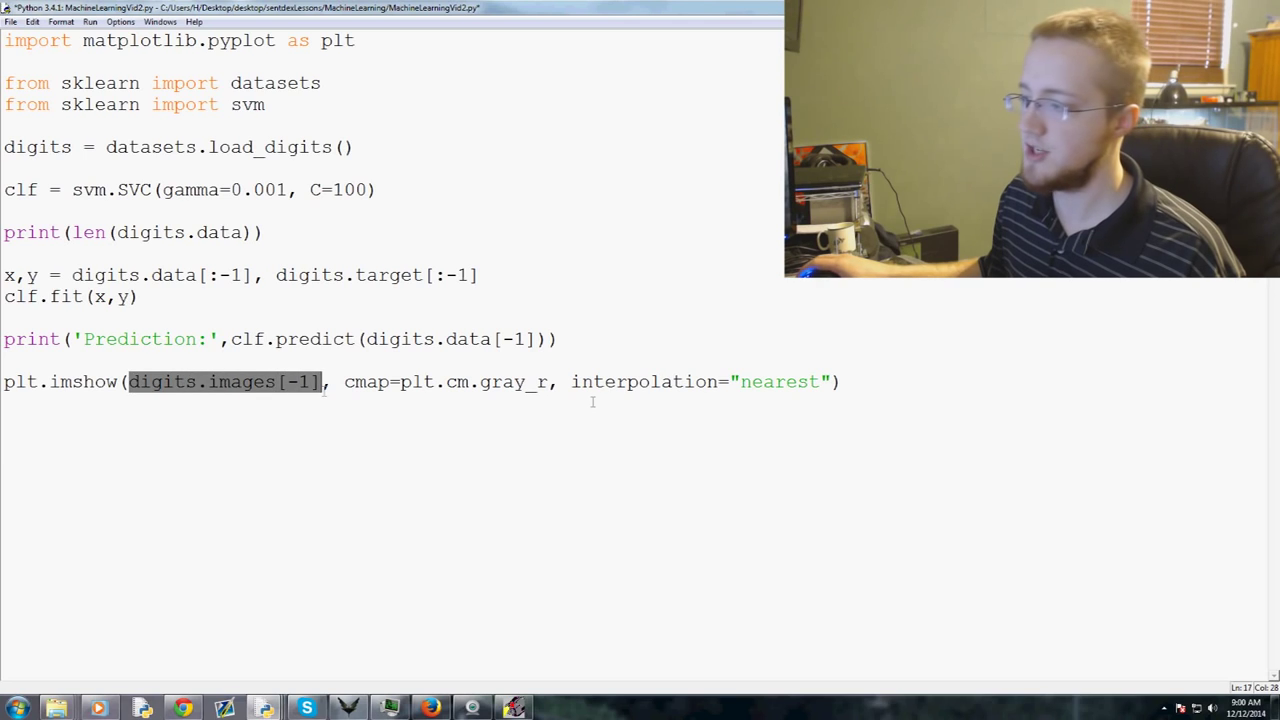 *Python 3.4.1: MachineLearningVid2.py - C:/Users/H/Desktop/desktop/sentdexLessons/MachineLearning/MachineLearningVid2.py*
File Edit Format Run Options Windows Help
import matplotlib.pyplot as plt
from sklearn import datasets
from sklearn import svm
digits = datasets.load_digits()
clf = svm.SVC(gamma=0.001, C=100)
print(len(digits.data))
x,y = digits.data[:-1], digits.target[:-1]
clf.fit(x,y)
print('Prediction:',clf.predict(digits.data[-1]))
plt.imshow(digits.images[-1], cmap=plt.cm.gray_r, interpolation="nearest")
Ln: 17 Col: 28
9:00 AM
12/12/2014